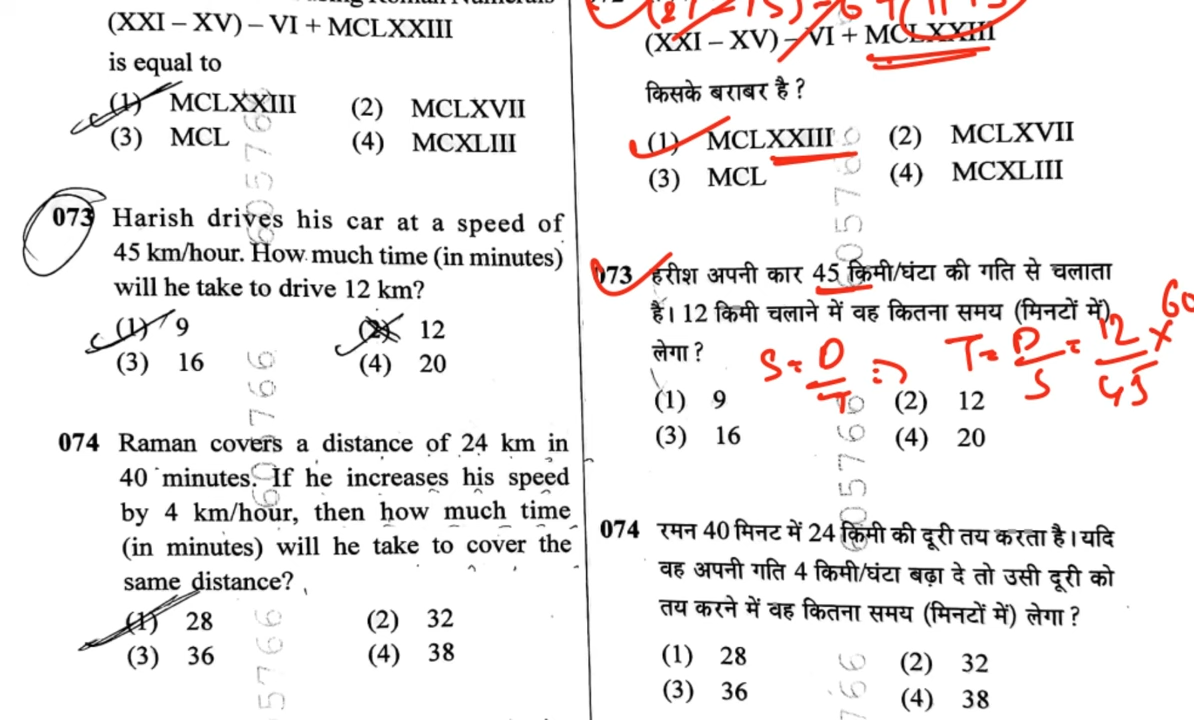 (XXI – XV) – VI + MCLXXIII
is equal to
(1) MCLXXIII (2) MCLXVII
(3) MCL (4) MCXLIII
073 Harish drives his car at a speed of
45 km/hour. How much time (in minutes)
will he take to drive 12 km?
(1) 9 (2) 12
(3) 16 (4) 20
074 Raman covers a distance of 24 km in
40 minutes. If he increases his speed
by 4 km/hour, then how much time
(in minutes) will he take to cover the
same distance?
(1) 28 (2) 32
(3) 36 (4) 38
(XXI – XV) – VI + MCLXXIII
किसके बराबर है ?
(1) MCLXXIII (2) MCLXVII
(3) MCL (4) MCXLIII
073 हरीश अपनी कार 45 किमी/घंटा की गति से चलाता
है। 12 किमी चलाने में वह कितना समय (मिनटों में)
लेगा ?
S = D/T => T = D/S = 12/45 × 60
(1) 9 (2) 12
(3) 16 (4) 20
074 रमन 40 मिनट में 24 किमी की दूरी तय करता है। यदि
वह अपनी गति 4 किमी/घंटा बढ़ा दे तो उसी दूरी को
तय करने में वह कितना समय (मिनटों में) लेगा ?
(1) 28 (2) 32
(3) 36 (4) 38